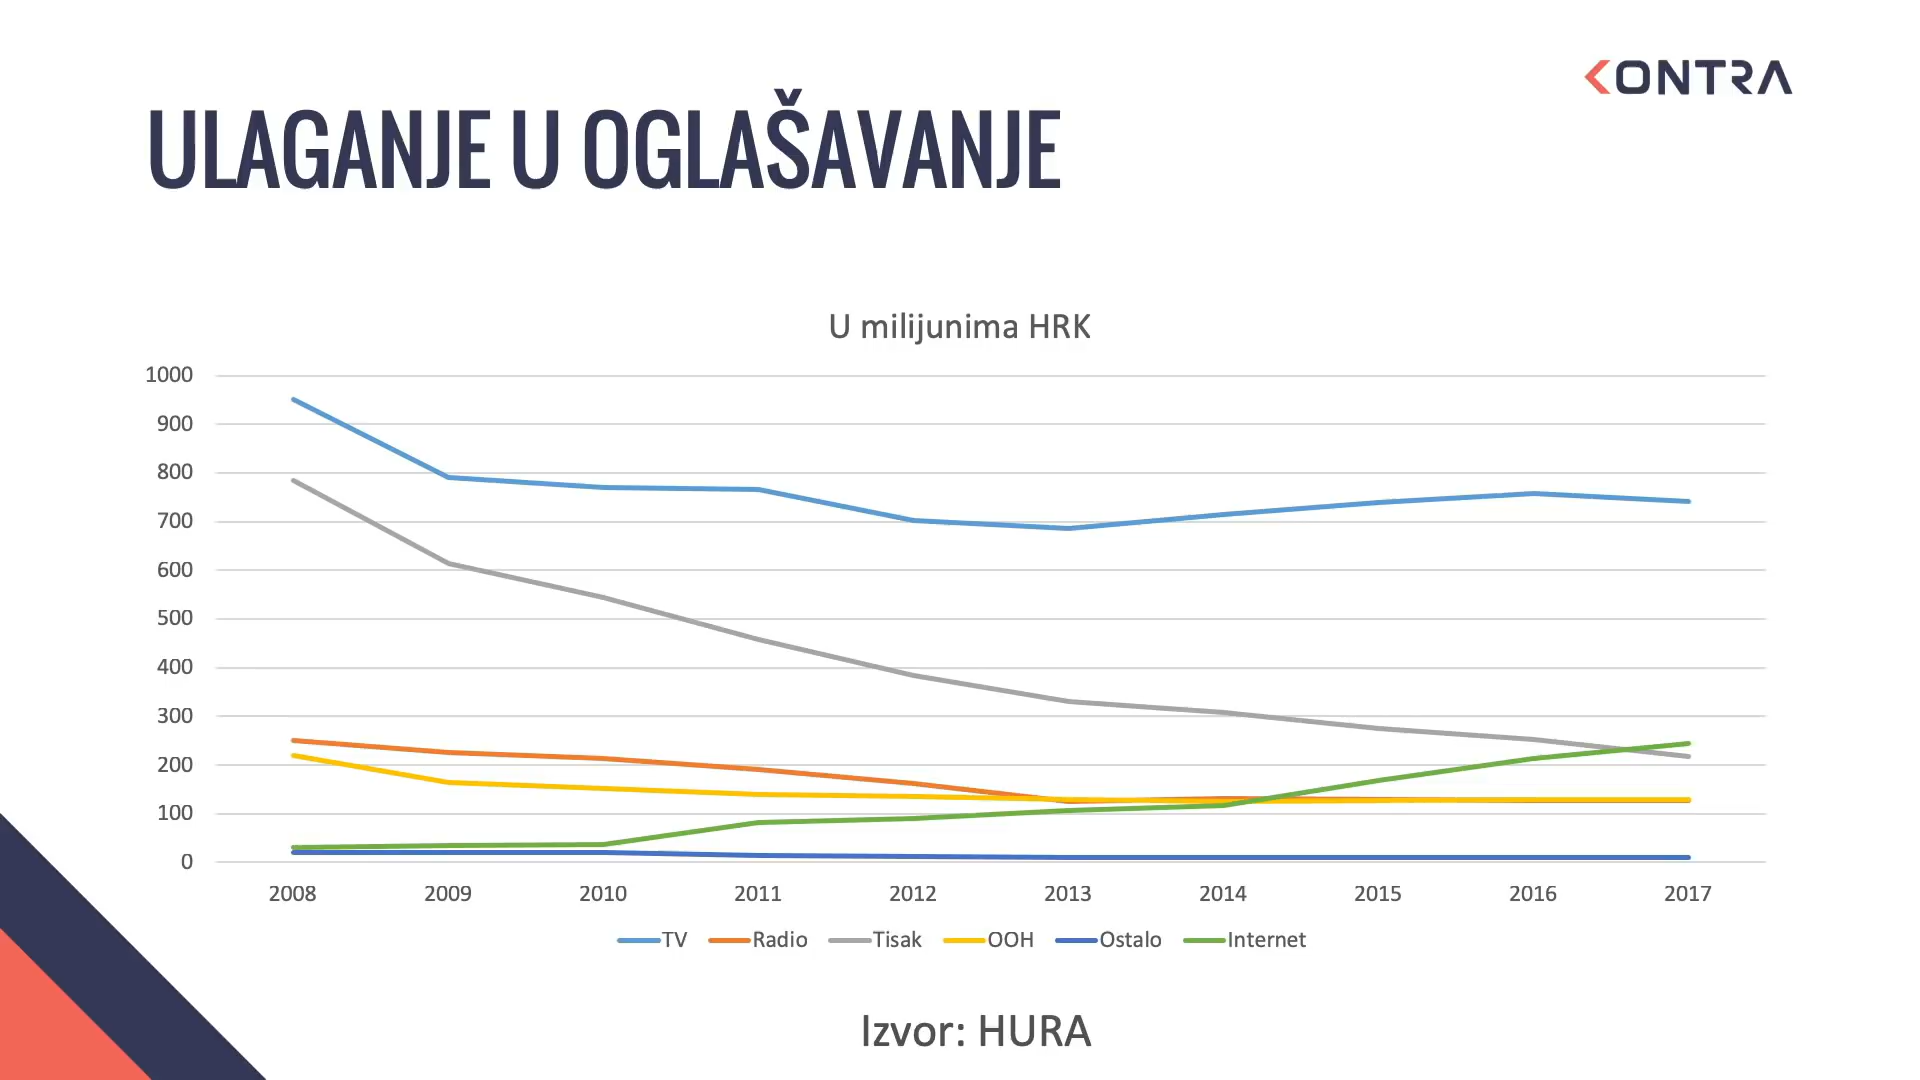 KONTRA
ULAGANJE U OGLAŠAVANJE
U milijunima HRK
1000
900
800
700
600
500
400
300
200
100
0
2008 2009 2010 2011 2012 2013 2014 2015 2016 2017
TV Radio Tisak OOH Ostalo Internet
Izvor: HURA